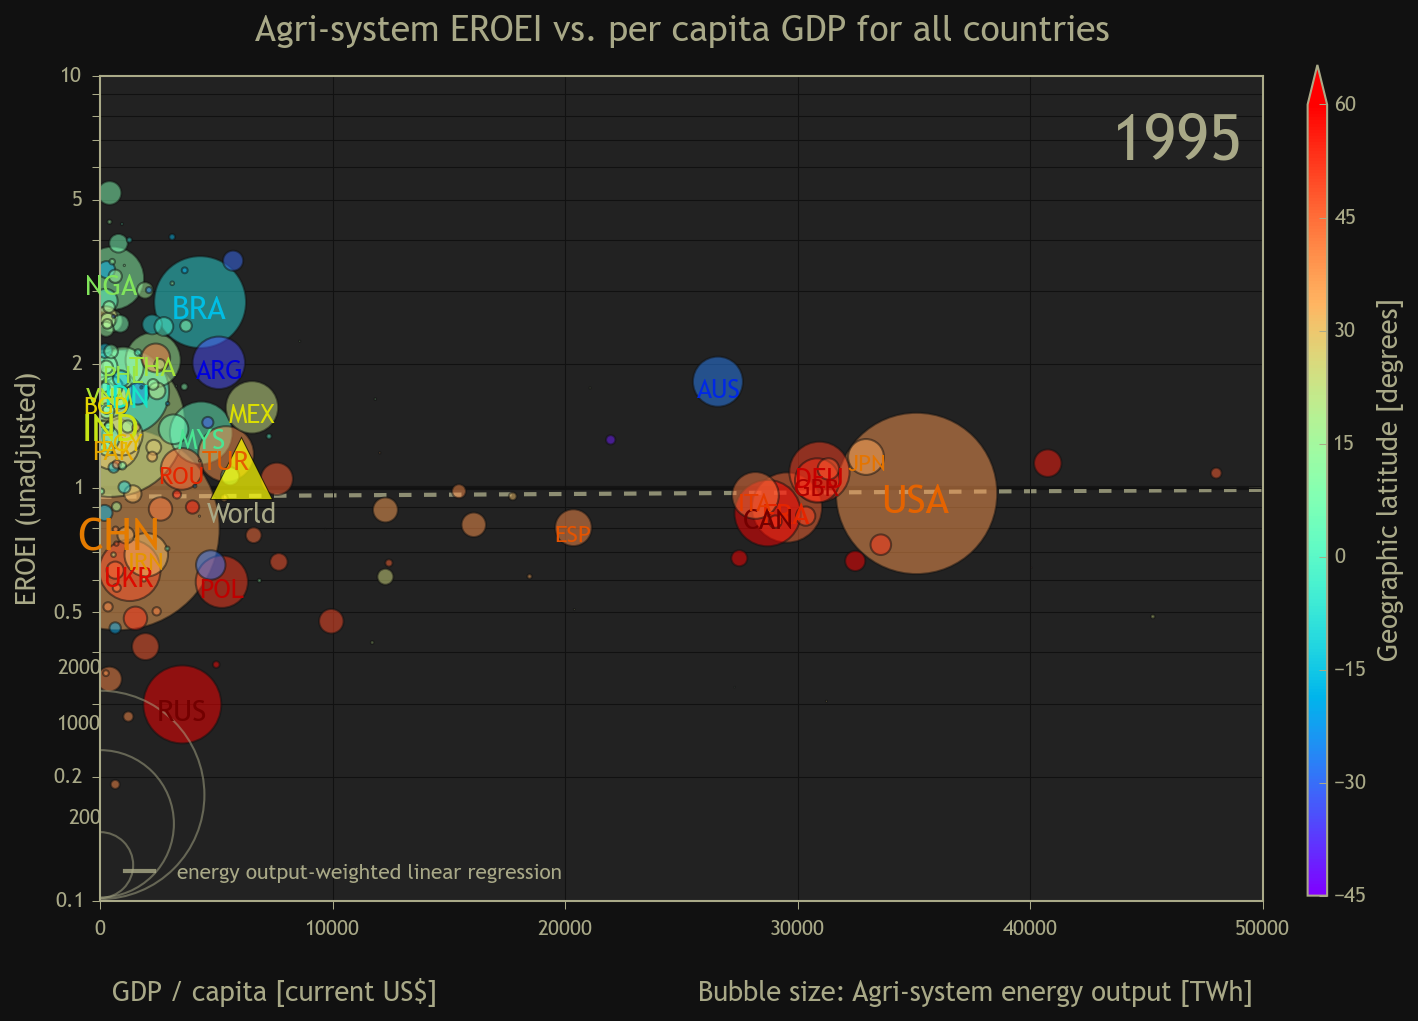 Agri-system EROEI vs. per capita GDP for all countries
1995
10
5
2
1
0.5
0.2
0.1
EROEI (unadjusted)
2000
1000
200
NGA
BRA
THA
ARG
AUS
MEX
BGD
IND
MYS
TUR
ROU
World
JPN
DEU
GBR
USA
CAN
ESP
CHN
UKR
POL
RUS
energy output-weighted linear regression
0
10000
20000
30000
40000
50000
GDP / capita [current US$]
Bubble size: Agri-system energy output [TWh]
60
45
30
15
0
−15
−30
−45
Geographic latitude [degrees]